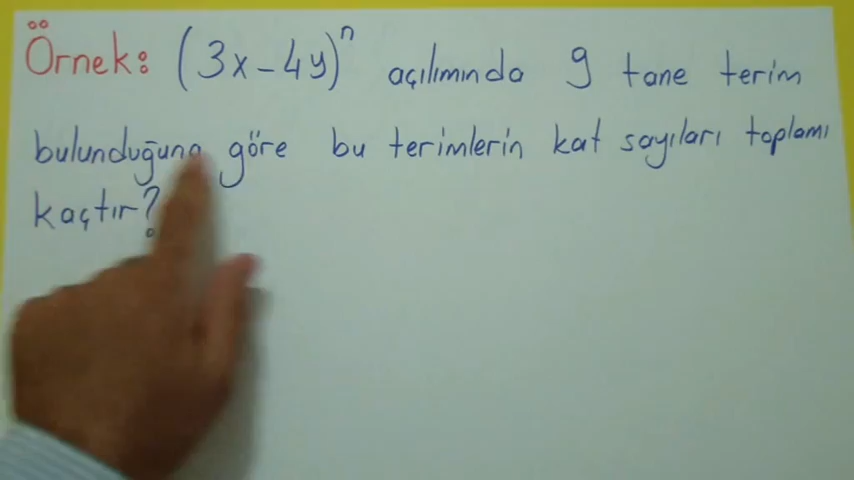 Örnek: (3x-4y)^n açılımında 9 tane terim
bulunduğuna göre bu terimlerin kat sayıları toplamı
kaçtır?